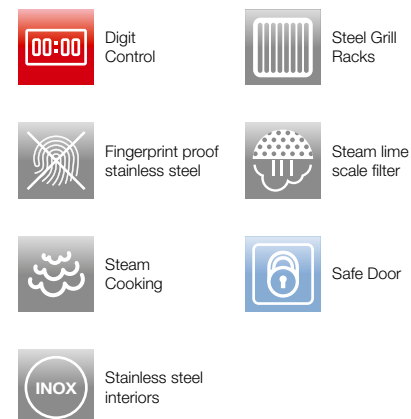 00:00
Digit
Control
Steel Grill
Racks
Fingerprint proof
stainless steel
Steam lime
scale filter
Steam
Cooking
Safe Door
INOX
Stainless steel
interiors